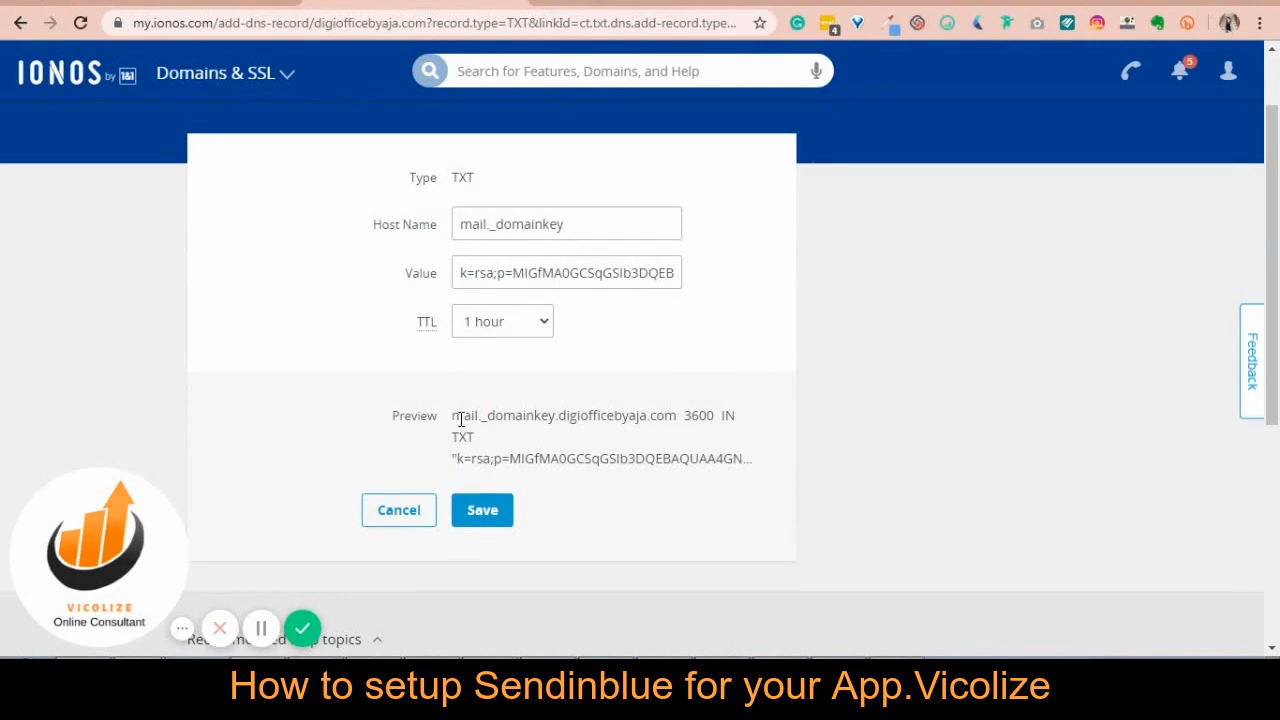 my.ionos.com/add-dns-record/digiofficebyaja.com?record.type=TXT&linkId=ct.txt.dns.add-record.type...
4
IONOS by 1&1
Domains & SSL
Search for Features, Domains, and Help
5
Type TXT
Host Name mail._domainkey
Value k=rsa;p=MIGfMA0GCSqGSIb3DQEB
TTL 1 hour
Feedback
Preview mail._domainkey.digiofficebyaja.com 3600 IN
TXT
"k=rsa;p=MIGfMA0GCSqGSIb3DQEBAQUAA4GN...
Cancel Save
VICOLIZE
Online Consultant
topics
How to setup Sendinblue for your App.Vicolize